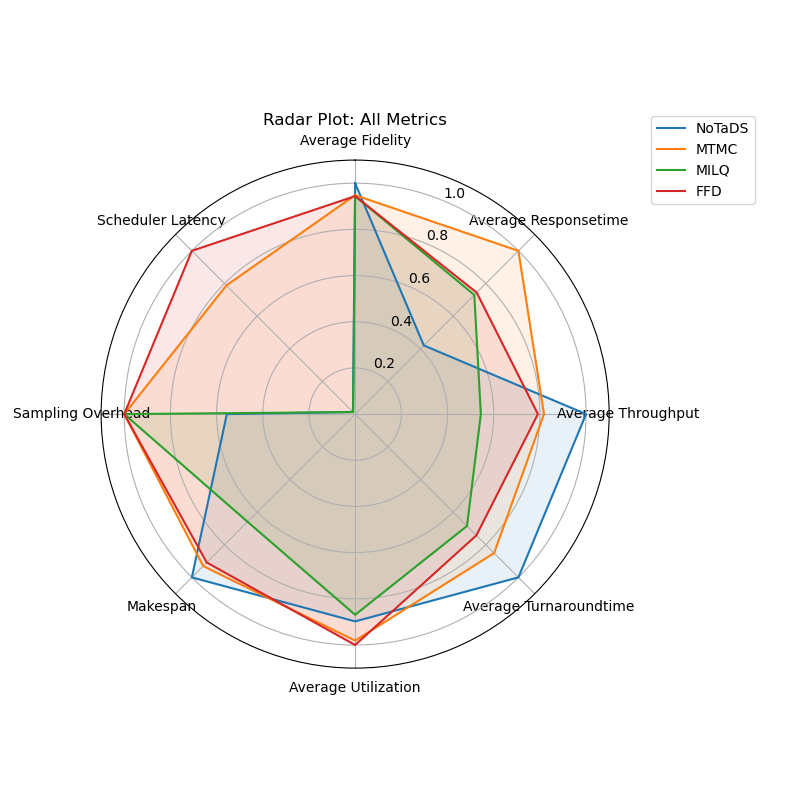 Radar Plot: All Metrics
Average Fidelity
NoTaDS
MTMC
MILQ
FFD
Scheduler Latency
Average Responsetime
1.0
0.8
0.6
0.4
0.2
Sampling Overhead
Average Throughput
Makespan
Average Turnaroundtime
Average Utilization